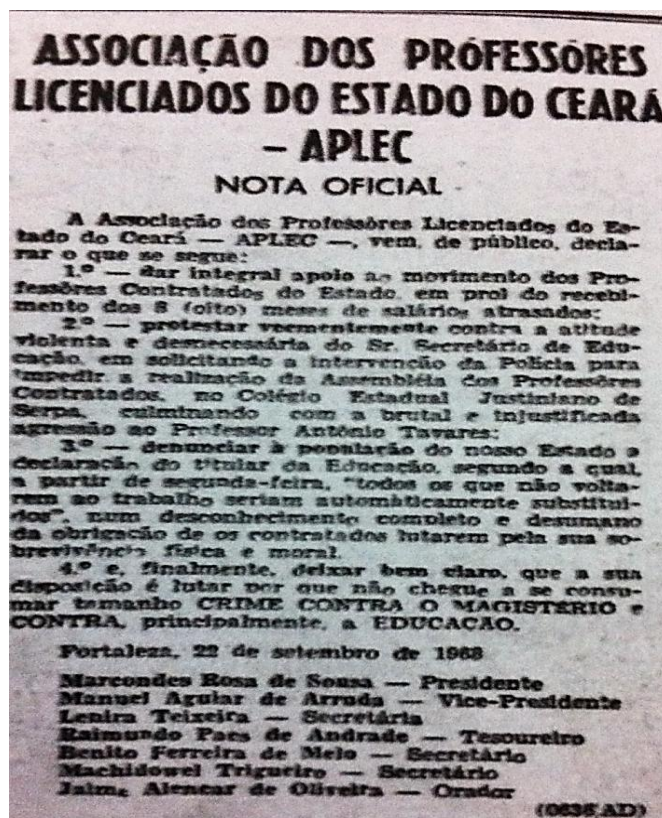 ASSOCIAÇÃO DOS PROFESSÔRES
LICENCIADOS DO ESTADO DO CEARÁ
– APLEC
NOTA OFICIAL
A Associação dos Professôres Licenciados do Es-
tado do Ceará — APLEC —, vem, de público, decla-
rar o que se segue:
1.º — dar integral apoio ao movimento dos Pro-
fessôres Contratados do Estado, em prol do recebi-
mento dos 8 (oito) meses de salários atrasados;
2.º — protestar veementemente contra a atitude
violenta e desnecessária do Sr. Secretário de Edu-
cação, em solicitando a intervenção da Polícia para
impedir a realização da Assembléia dos Professôres
Contratados, no Colégio Estadual Justiniano de
Serpa, culminando com a brutal e injustificada
agressão ao Professor Antônio Tavares;
3.º — denunciar à população do nosso Estado a
declaração do titular da Educação, segundo a qual,
a partir de segunda-feira, "todos os que não volta-
rem ao trabalho seriam automàticamente substituí-
dos", num desconhecimento completo e desumano
da obrigação de os contratados lutarem pela sua so-
brevivência física e moral.
4.º e, finalmente, deixar bem claro, que a sua
disposição é lutar por que não chegue a se consu-
mar tamanho CRIME CONTRA O MAGISTÉRIO e
CONTRA, principalmente, a EDUCAÇÃO.
Fortaleza, 22 de setembro de 1968
Marcondes Rosa de Sousa — Presidente
Manuel Aguiar de Arruda — Vice-Presidente
Lenira Teixeira — Secretária
Raimundo Paes de Andrade — Tesoureiro
Benito Ferreira de Melo — Secretário
Machidowel Trigueiro — Secretário
Jaime Alencar de Oliveira — Orador
(0636 AD)